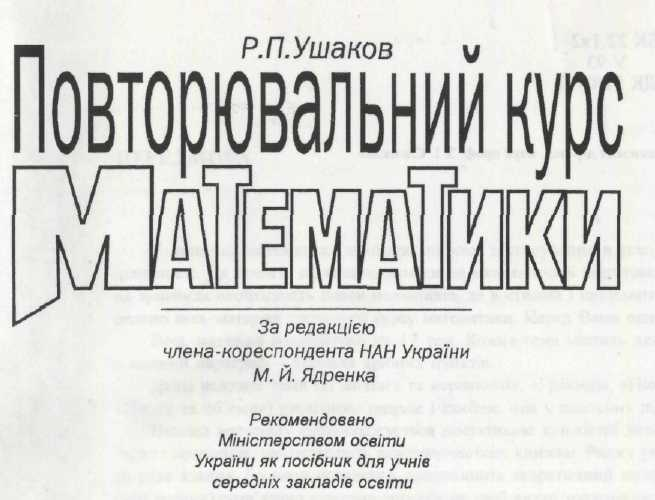 Р.П.Ушаков
Повторювальний курс
МАТЕМАТИКИ
За редакцією
члена-кореспондента НАН України
М. Й. Ядренка
Рекомендовано
Міністерством освіти
України як посібник для учнів
середніх закладів освіти